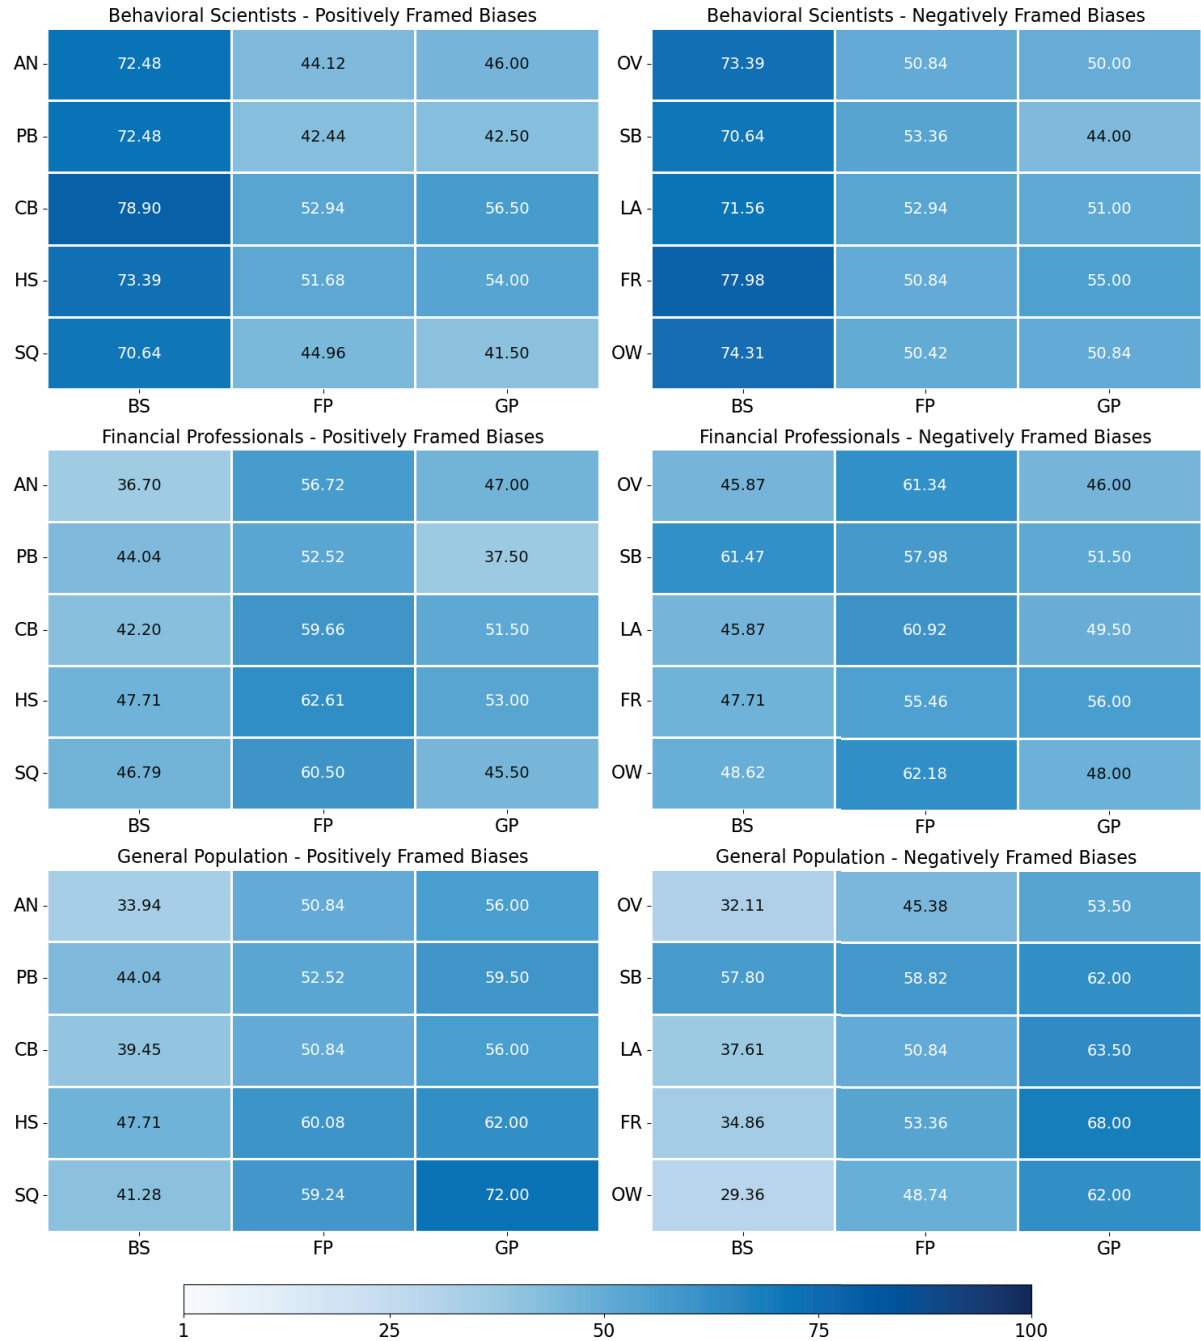 Behavioral Scientists - Positively Framed Biases
AN 72.48 44.12 46.00
PB 72.48 42.44 42.50
CB 78.90 52.94 56.50
HS 73.39 51.68 54.00
SQ 70.64 44.96 41.50
BS FP GP
Behavioral Scientists - Negatively Framed Biases
OV 73.39 50.84 50.00
SB 70.64 53.36 44.00
LA 71.56 52.94 51.00
FR 77.98 50.84 55.00
OW 74.31 50.42 50.84
BS FP GP
Financial Professionals - Positively Framed Biases
AN 36.70 56.72 47.00
PB 44.04 52.52 37.50
CB 42.20 59.66 51.50
HS 47.71 62.61 53.00
SQ 46.79 60.50 45.50
BS FP GP
Financial Professionals - Negatively Framed Biases
OV 45.87 61.34 46.00
SB 61.47 57.98 51.50
LA 45.87 60.92 49.50
FR 47.71 55.46 56.00
OW 48.62 62.18 48.00
BS FP GP
General Population - Positively Framed Biases
AN 33.94 50.84 56.00
PB 44.04 52.52 59.50
CB 39.45 50.84 56.00
HS 47.71 60.08 62.00
SQ 41.28 59.24 72.00
BS FP GP
General Population - Negatively Framed Biases
OV 32.11 45.38 53.50
SB 57.80 58.82 62.00
LA 37.61 50.84 63.50
FR 34.86 53.36 68.00
OW 29.36 48.74 62.00
BS FP GP
1 25 50 75 100